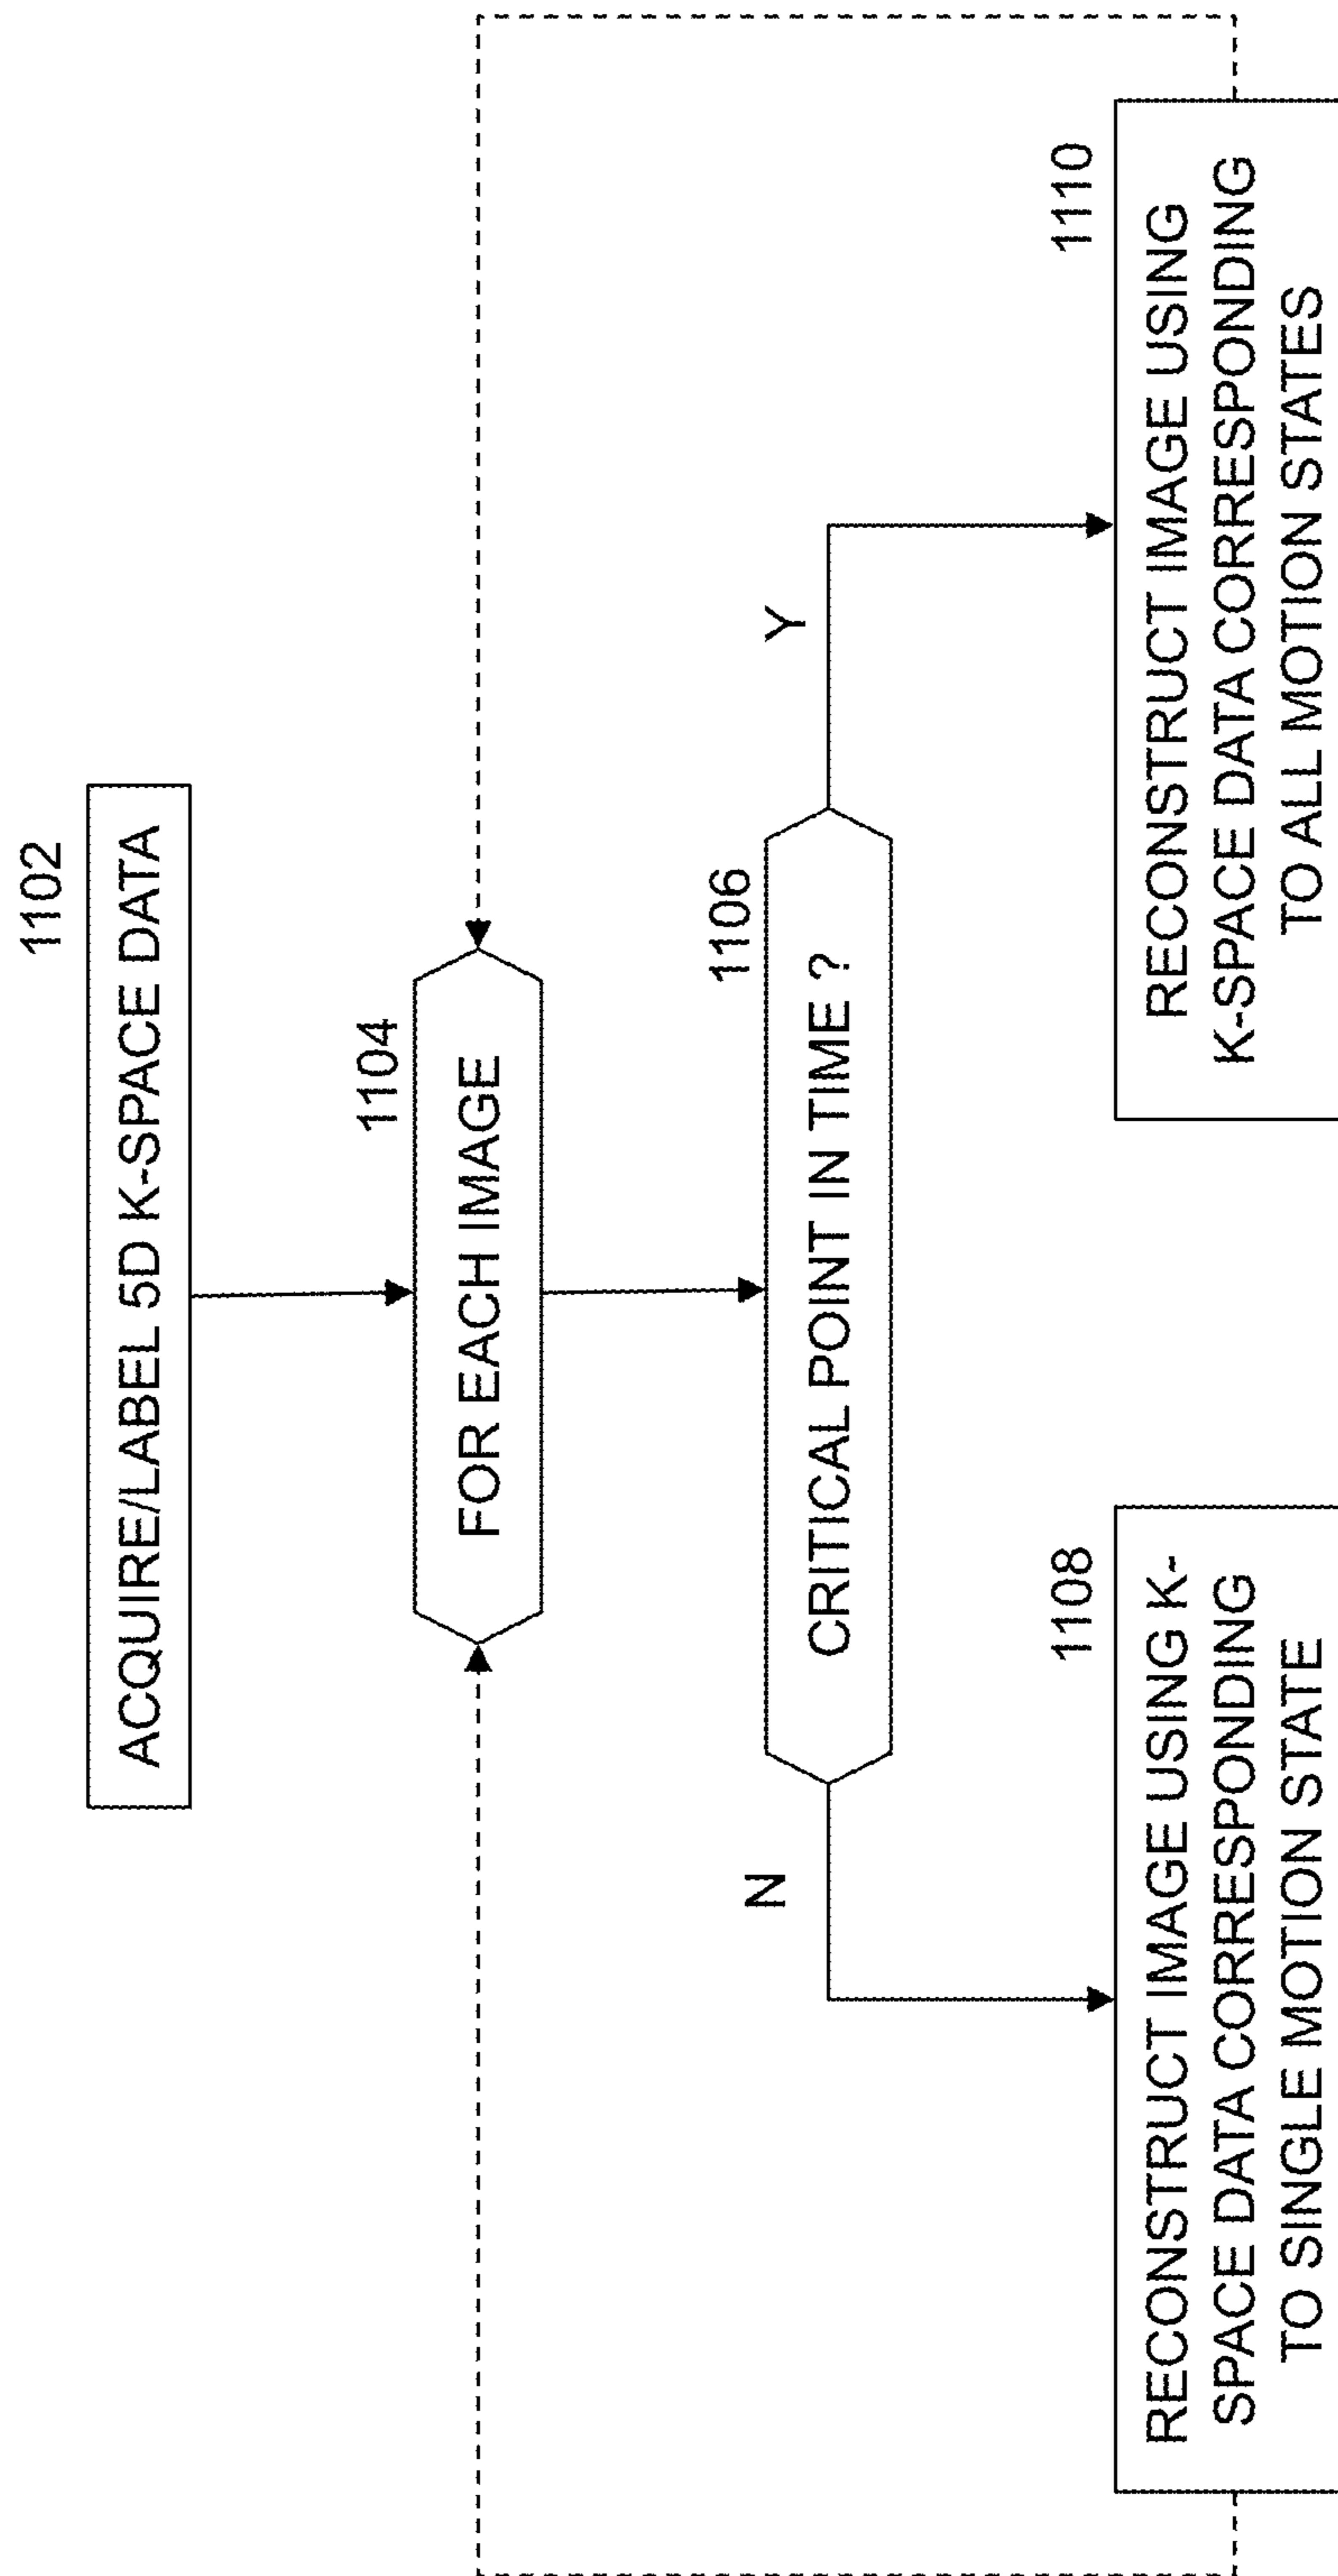 1102
ACQUIRE/LABEL 5D K-SPACE DATA
1104
FOR EACH IMAGE
1106
CRITICAL POINT IN TIME ?
N
Y
1108
RECONSTRUCT IMAGE USING K-
SPACE DATA CORRESPONDING
TO SINGLE MOTION STATE
1110
RECONSTRUCT IMAGE USING
K-SPACE DATA CORRESPONDING
TO ALL MOTION STATES